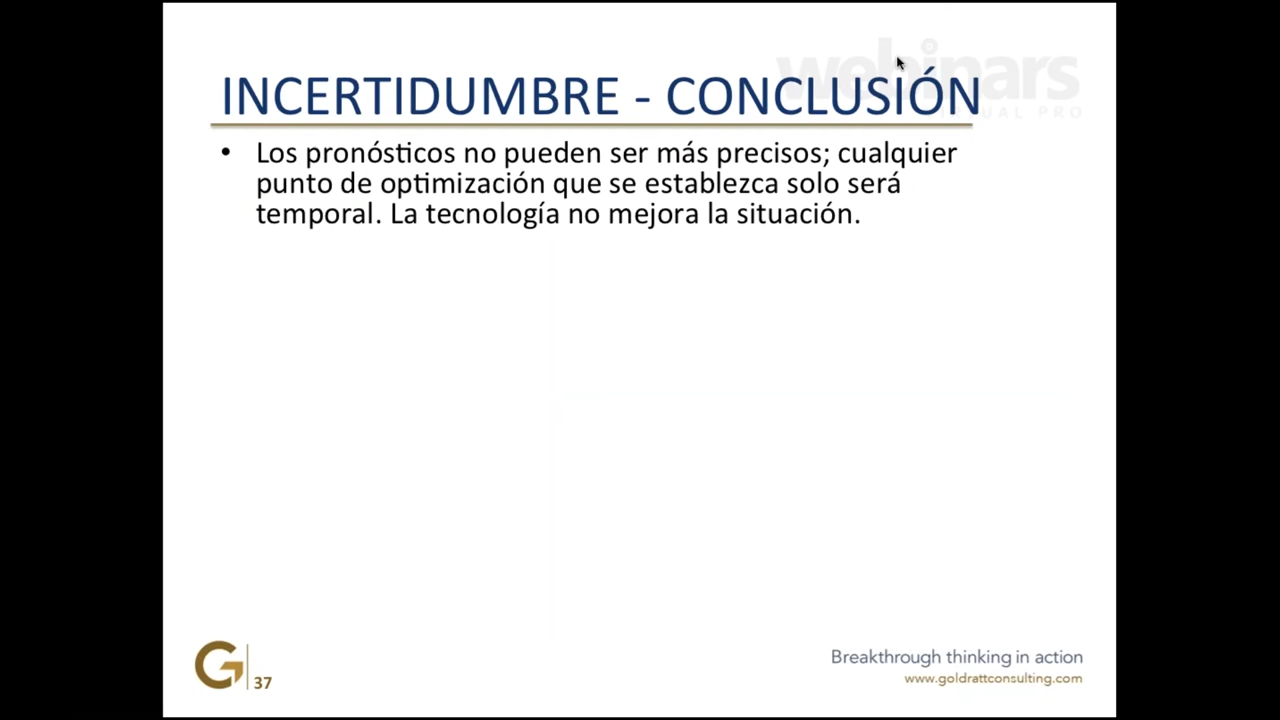 webinars
INCERTIDUMBRE - CONCLUSIÓN
• Los pronósticos no pueden ser más precisos; cualquier
punto de optimización que se establezca solo será
temporal. La tecnología no mejora la situación.
G 37
Breakthrough thinking in action
www.goldrattconsulting.com